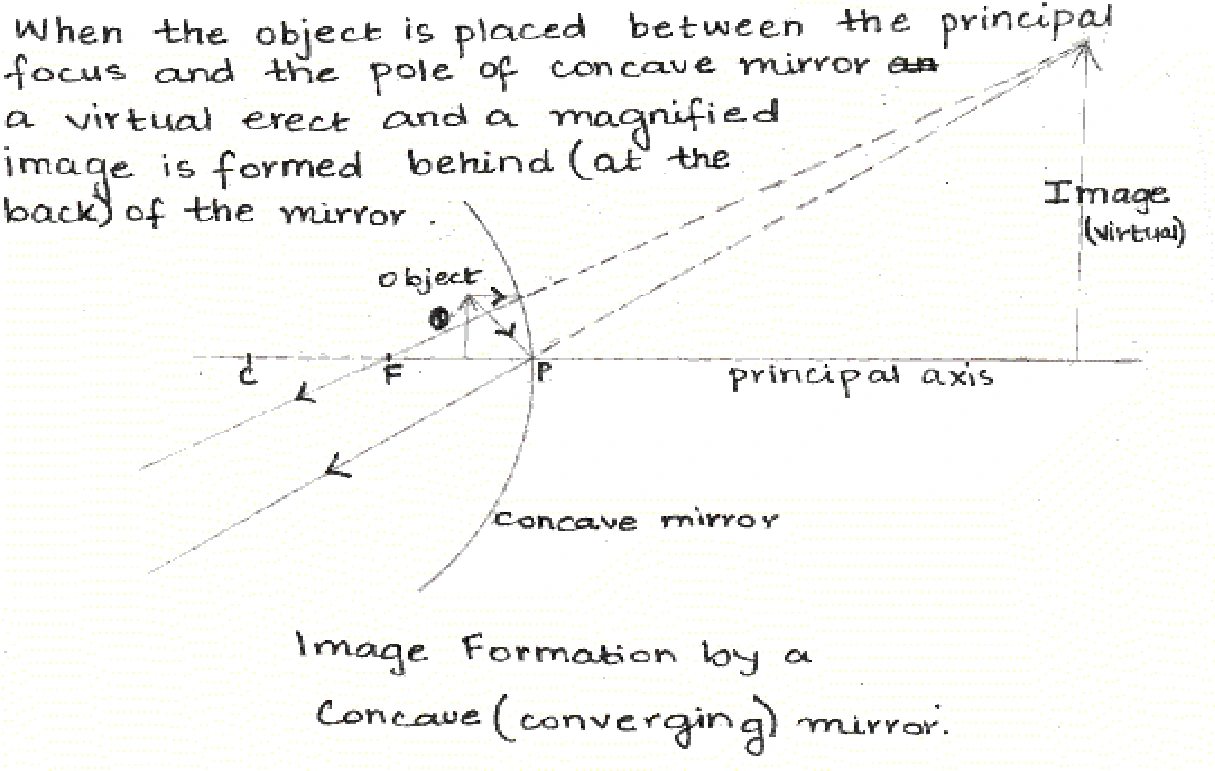 When the object is placed between the principal
focus and the pole of concave mirror an
a virtual erect and a magnified
image is formed behind (at the
back) of the mirror.
Image
(virtual)
Object
C
F
P
principal axis
concave mirror
Image Formation by a
Concave (converging) mirror.